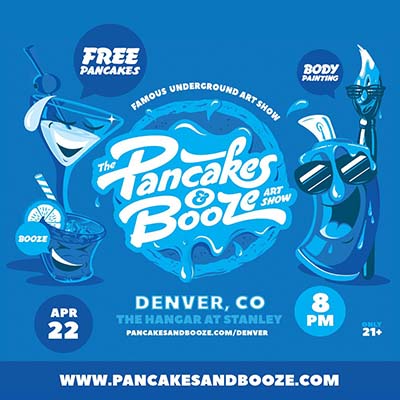 FREE
PANCAKES
BODY
PAINTING
FAMOUS UNDERGROUND ART SHOW
The
Pancakes
&
Booze
ART
SHOW
BOOZE
APR
22
DENVER, CO
THE HANGAR AT STANLEY
PANCAKESANDBOOZE.COM/DENVER
8
PM
ONLY
21+
WWW.PANCAKESANDBOOZE.COM